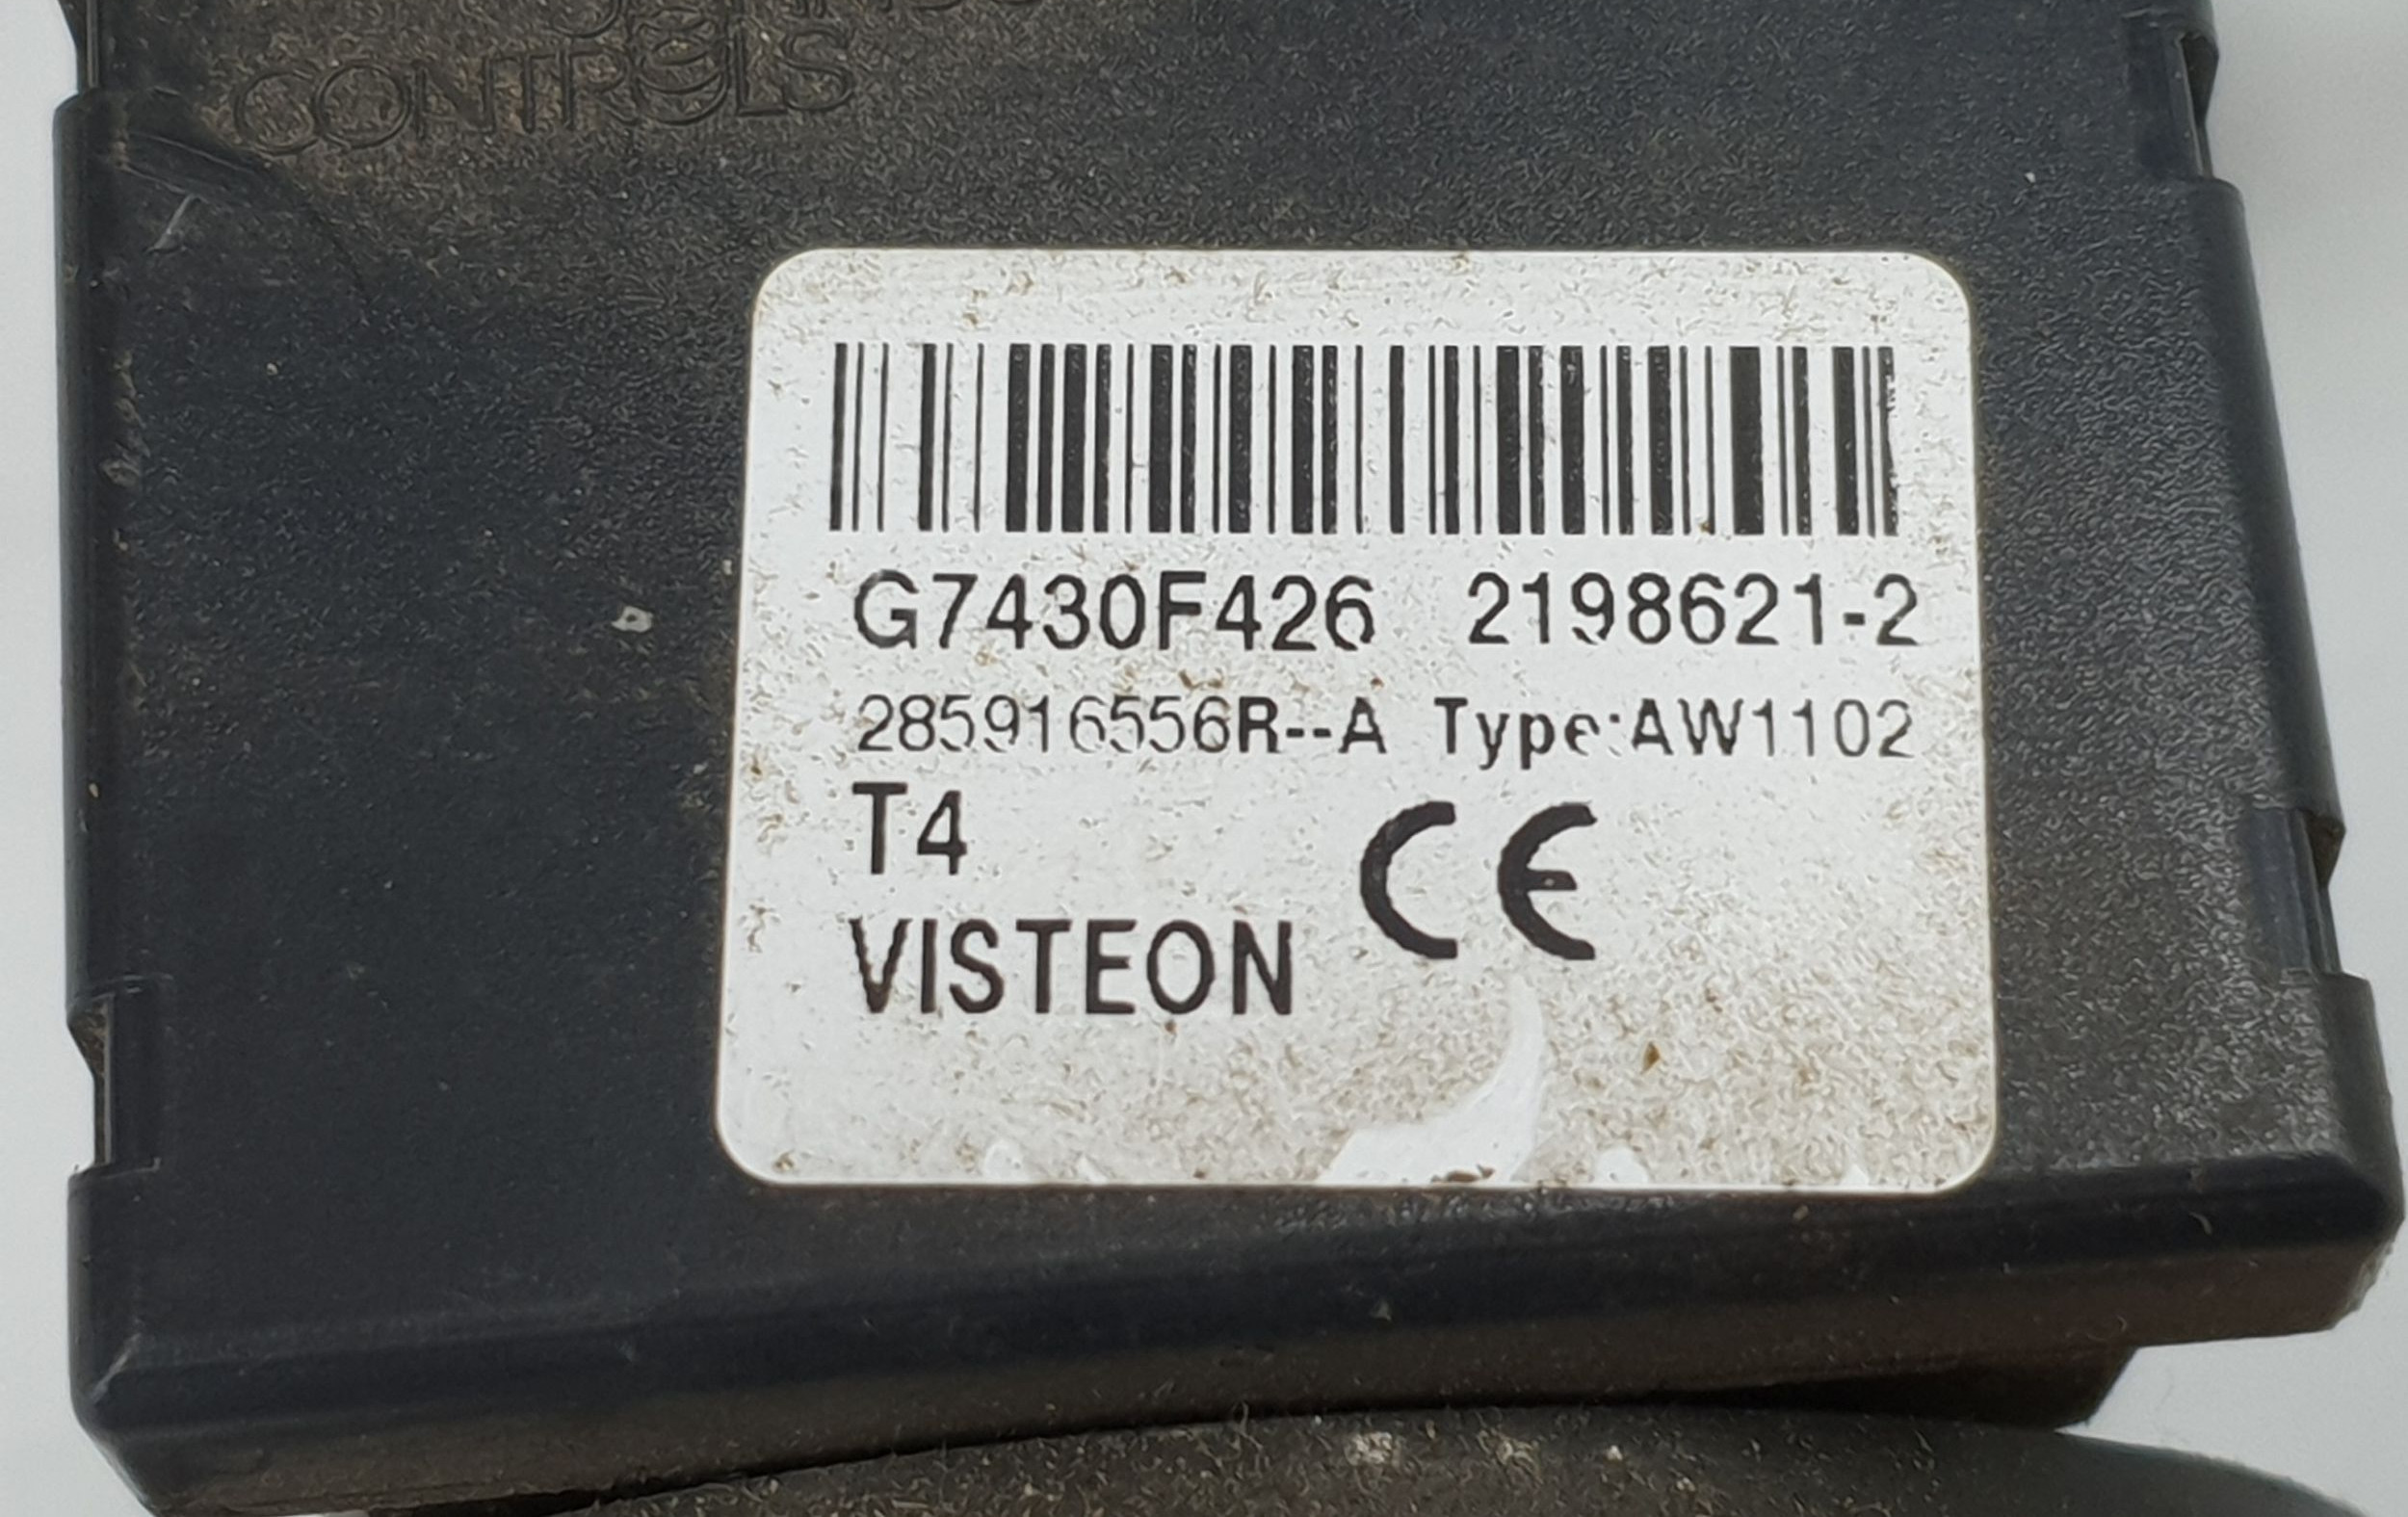 CONTROLS
G7430F426 2198621-2
285916556R--A Type:AW1102
T4
CE
VISTEON